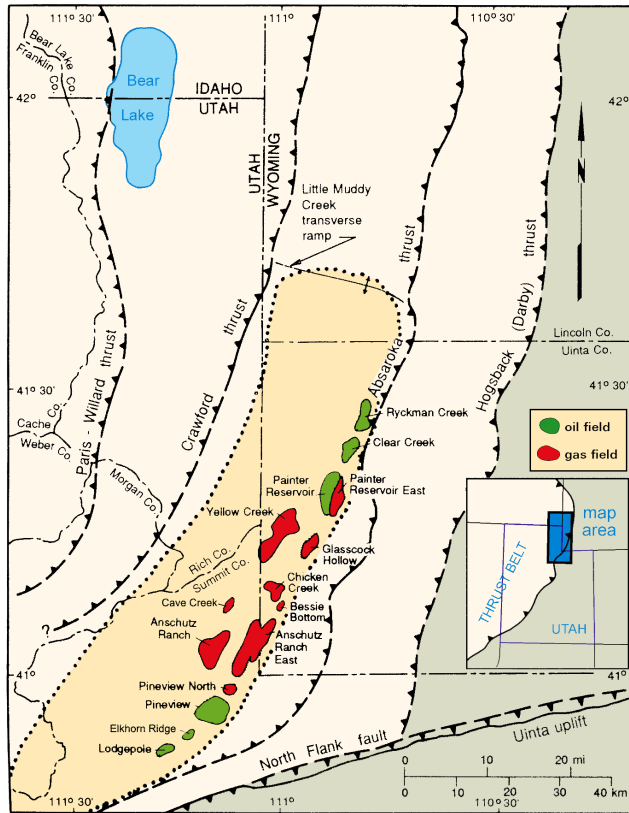 111° 30'
111°
110° 30'
Bear Lake Co.
Franklin Co.
Bear
Lake
42°
IDAHO
UTAH
42°
UTAH
WYOMING
N
Little Muddy
Creek
transverse
ramp
thrust
thrust
(Darby)
Lincoln Co.
Uinta Co.
Absaroka
Hogsback
41° 30'
41° 30'
Paris - Willard thrust
Crawford
Cache Co.
Weber Co.
Morgan Co.
Ryckman Creek
Clear Creek
oil field
gas field
Painter
Reservoir
Painter
Reservoir East
Yellow Creek
Glasscock
Hollow
Rich Co.
Summit Co.
Chicken
Creek
Cave Creek
Bessie
Bottom
Anschutz
Ranch
Anschutz
Ranch
East
?
map
area
THRUST BELT
UTAH
41°
41°
Pineview North
Pineview
Elkhorn Ridge
Lodgepole
North Flank fault
Uinta uplift
0 10 20 mi
0 10 20 30 40 km
111° 30'
111°
110° 30'